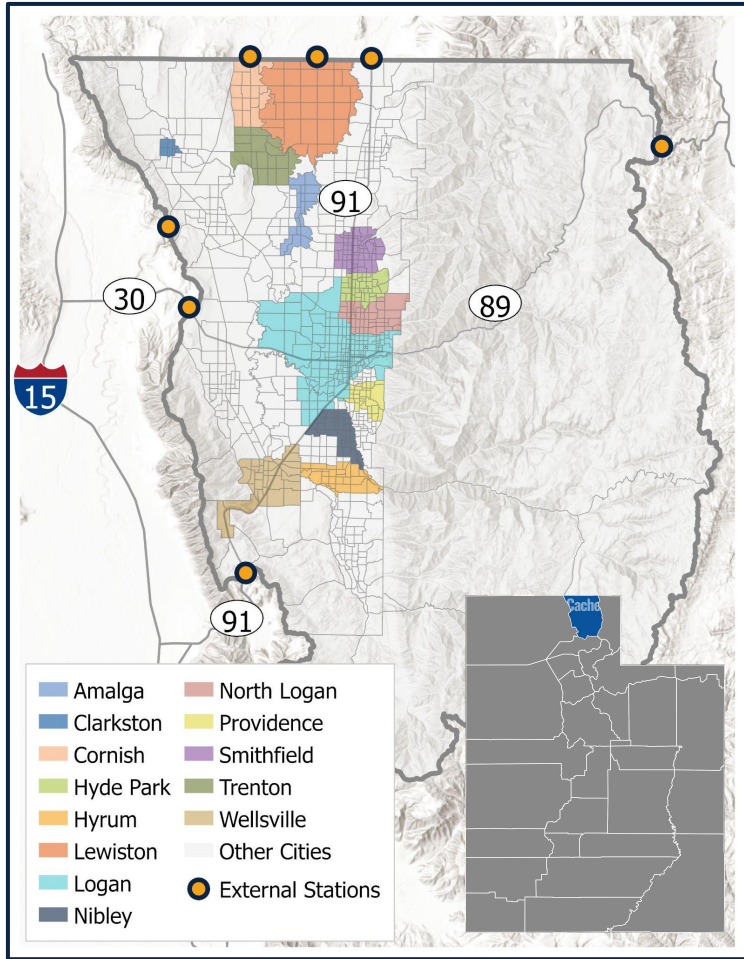 91
30
89
15
91
Cache
Amalga
Clarkston
Cornish
Hyde Park
Hyrum
Lewiston
Logan
Nibley
North Logan
Providence
Smithfield
Trenton
Wellsville
Other Cities
External Stations